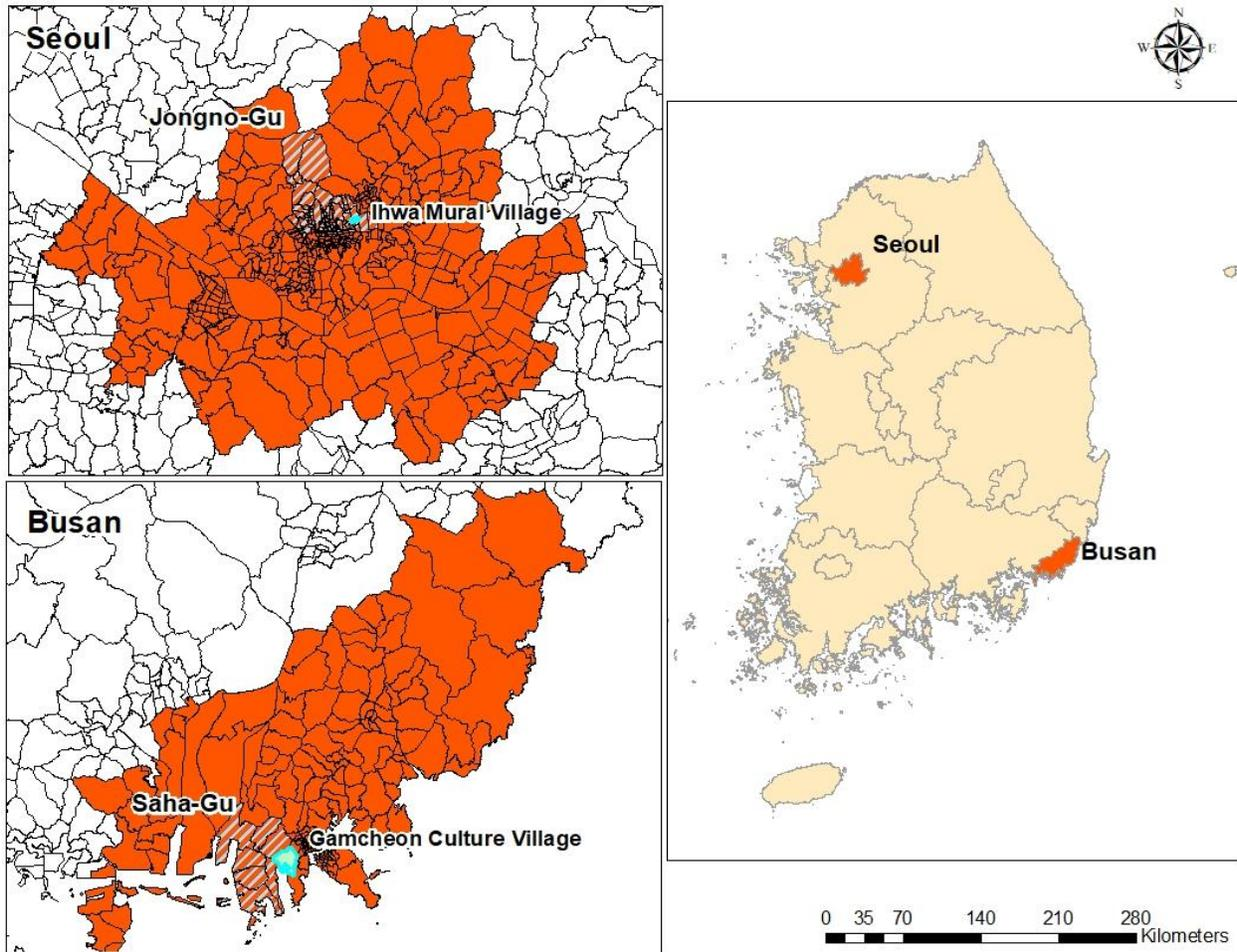 Seoul
Jongno-Gu
Ihwa Mural Village
Busan
Saha-Gu
Gamcheon Culture Village
N
W
E
S
Seoul
Busan
0 35 70 140 210 280
Kilometers